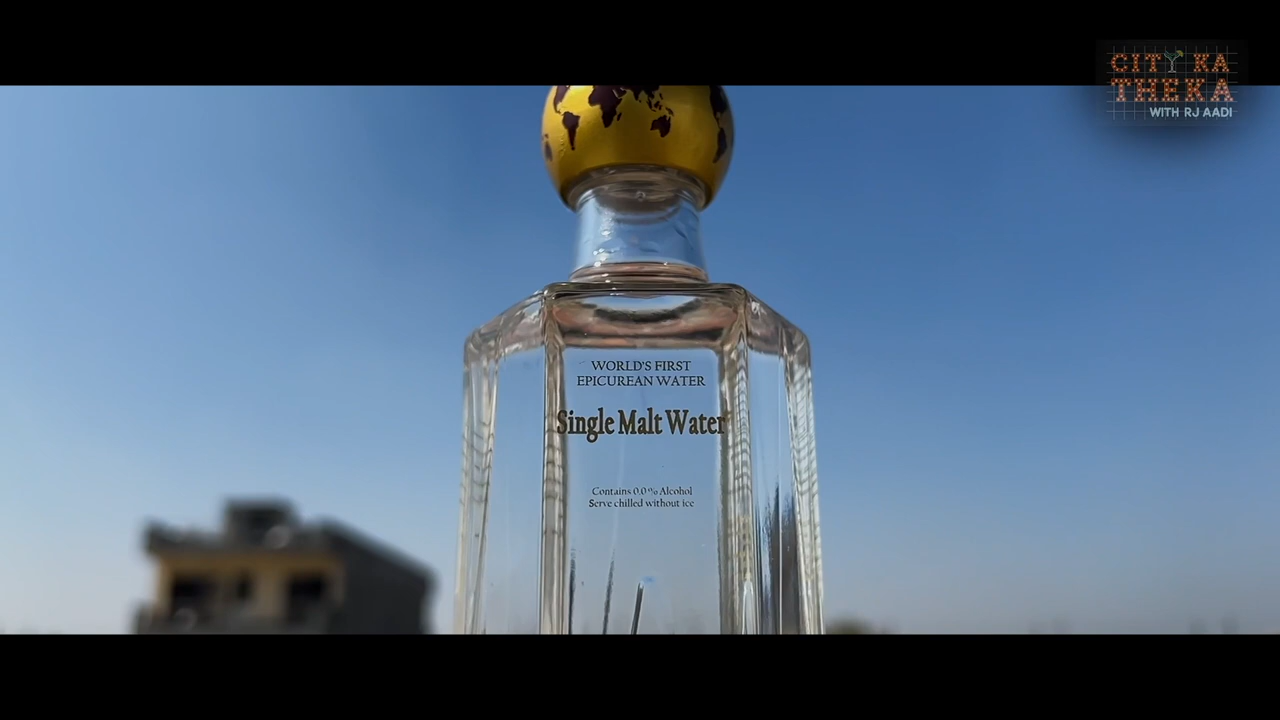 CITY KA
THEKA
WITH RJ AADI
WORLD'S FIRST
EPICUREAN WATER
Single Malt Water
Contains 0.0% Alcohol
Serve chilled without ice